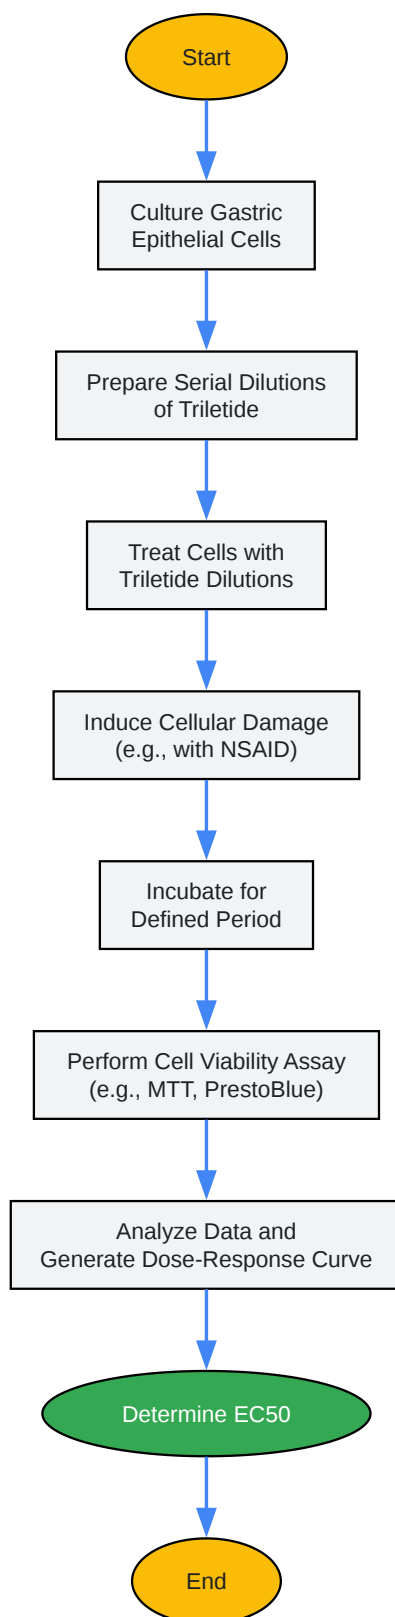 Start
Culture Gastric
Epithelial Cells
Prepare Serial Dilutions
of Triletide
Treat Cells with
Triletide Dilutions
Induce Cellular Damage
(e.g., with NSAID)
Incubate for
Defined Period
Perform Cell Viability Assay
(e.g., MTT, PrestoBlue)
Analyze Data and
Generate Dose-Response Curve
Determine EC50
End